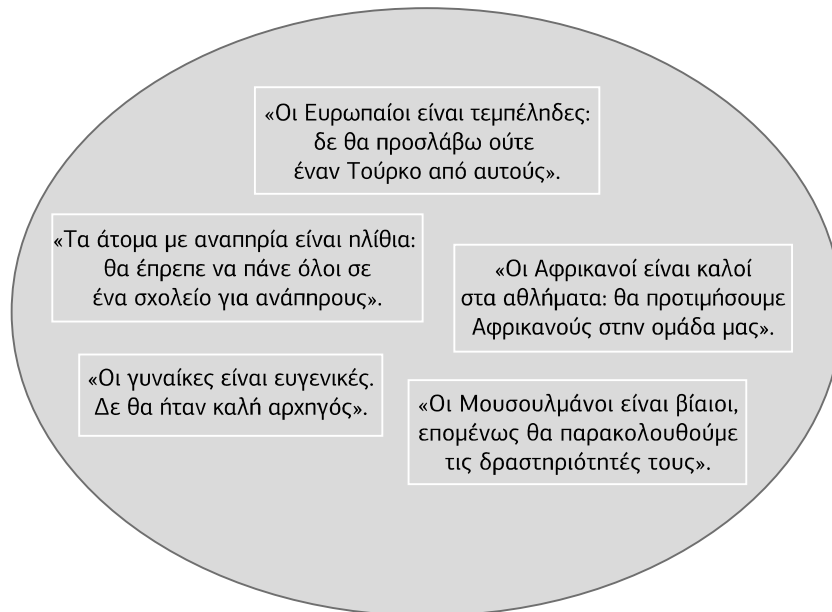 «Οι Ευρωπαίοι είναι τεμπέληδες:
δε θα προσλάβω ούτε
έναν Τούρκο από αυτούς».
«Τα άτομα με αναπηρία είναι ηλίθια:
θα έπρεπε να πάνε όλοι σε
ένα σχολείο για ανάπηρους».
«Οι Αφρικανοί είναι καλοί
στα αθλήματα: θα προτιμήσουμε
Αφρικανούς στην ομάδα μας».
«Οι γυναίκες είναι ευγενικές.
Δε θα ήταν καλή αρχηγός».
«Οι Μουσουλμάνοι είναι βίαιοι,
επομένως θα παρακολουθούμε
τις δραστηριότητές τους».